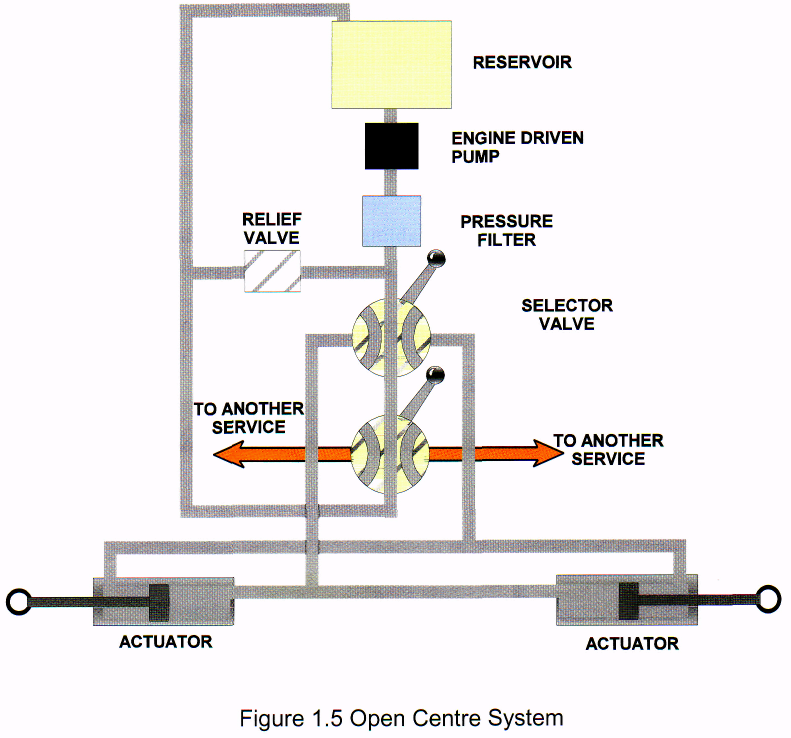 RESERVOIR
ENGINE DRIVEN
PUMP
RELIEF
VALVE
PRESSURE
FILTER
SELECTOR
VALVE
TO ANOTHER
SERVICE
TO ANOTHER
SERVICE
ACTUATOR
ACTUATOR
Figure 1.5 Open Centre System